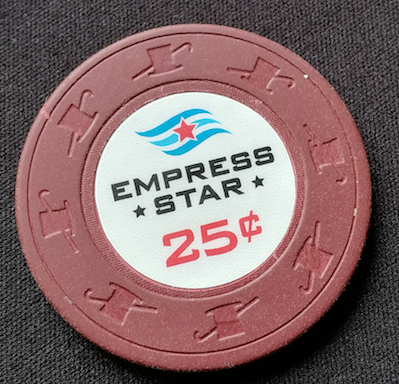 EMPRESS
★ STAR ★
25¢